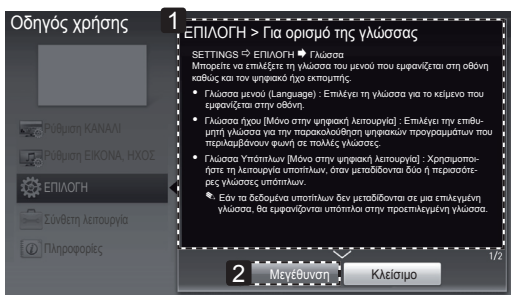 Οδηγός χρήσης
1
ΕΠΙΛΟΓΗ > Για ορισμό της γλώσσας
SETTINGS ⇨ ΕΠΙΛΟΓΗ ➡ Γλώσσα
Μπορείτε να επιλέξετε τη γλώσσα του μενού που εμφανίζεται στη οθόνη
καθώς και τον ψηφιακό ήχο εκπομπής.
• Γλώσσα μενού (Language) : Επιλέγει τη γλώσσα για το κείμενο που
εμφανίζεται στην οθόνη.
• Γλώσσα ήχου [Μόνο στην ψηφιακή λειτουργία] : Επιλέγει την επιθυ-
μητή γλώσσα για την παρακολούθηση ψηφιακών προγραμμάτων που
περιλαμβάνουν φωνή σε πολλές γλώσσες.
• Γλώσσα Υπότιτλων [Μόνο στην ψηφιακή λειτουργία] : Χρησιμοποι-
ήστε τη λειτουργία υποτίτλων, όταν μεταδίδονται δύο ή περισσότε-
ρες γλώσσες υπότιτλων.
✎ Εάν τα δεδομένα υποτίτλων δεν μεταδίδονται σε μια επιλεγμένη
γλώσσα, θα εμφανίζονται υπότιτλοι στην προεπιλεγμένη γλώσσα.
Ρύθμιση ΚΑΝΑΛΙ
Ρύθμιση ΕΙΚΟΝΑ, ΗΧΟΣ
ΕΠΙΛΟΓΗ
Σύνθετη λειτουργία
Πληροφορίες
1/2
2
Μεγέθυνση
Κλείσιμο